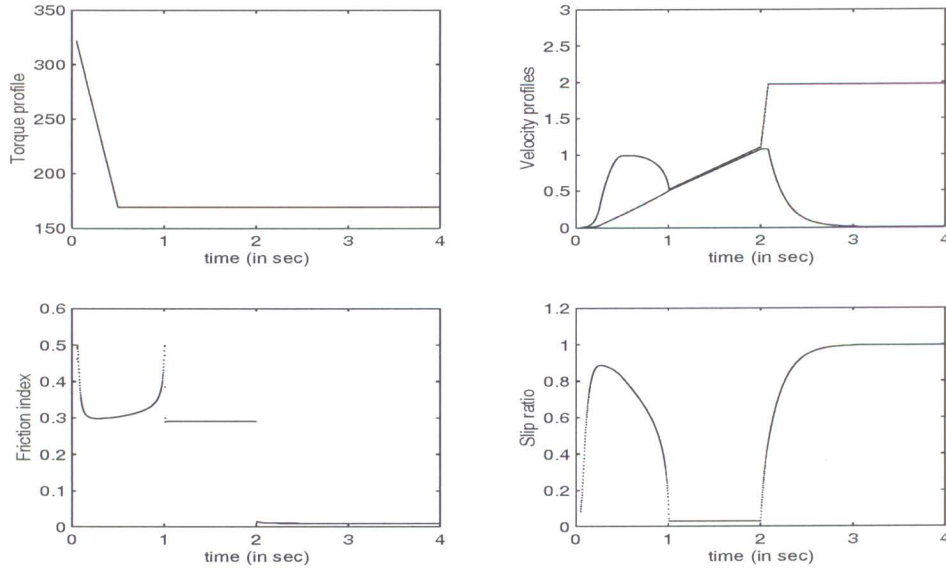 Torque profile
350
300
250
200
150
0 1 2 3 4
time (in sec)
Velocity profiles
3
2.5
2
1.5
1
0.5
0
0 1 2 3 4
time (in sec)
Friction index
0.6
0.5
0.4
0.3
0.2
0.1
0
0 1 2 3 4
time (in sec)
Slip ratio
1.2
1
0.8
0.6
0.4
0.2
0
0 1 2 3 4
time (in sec)